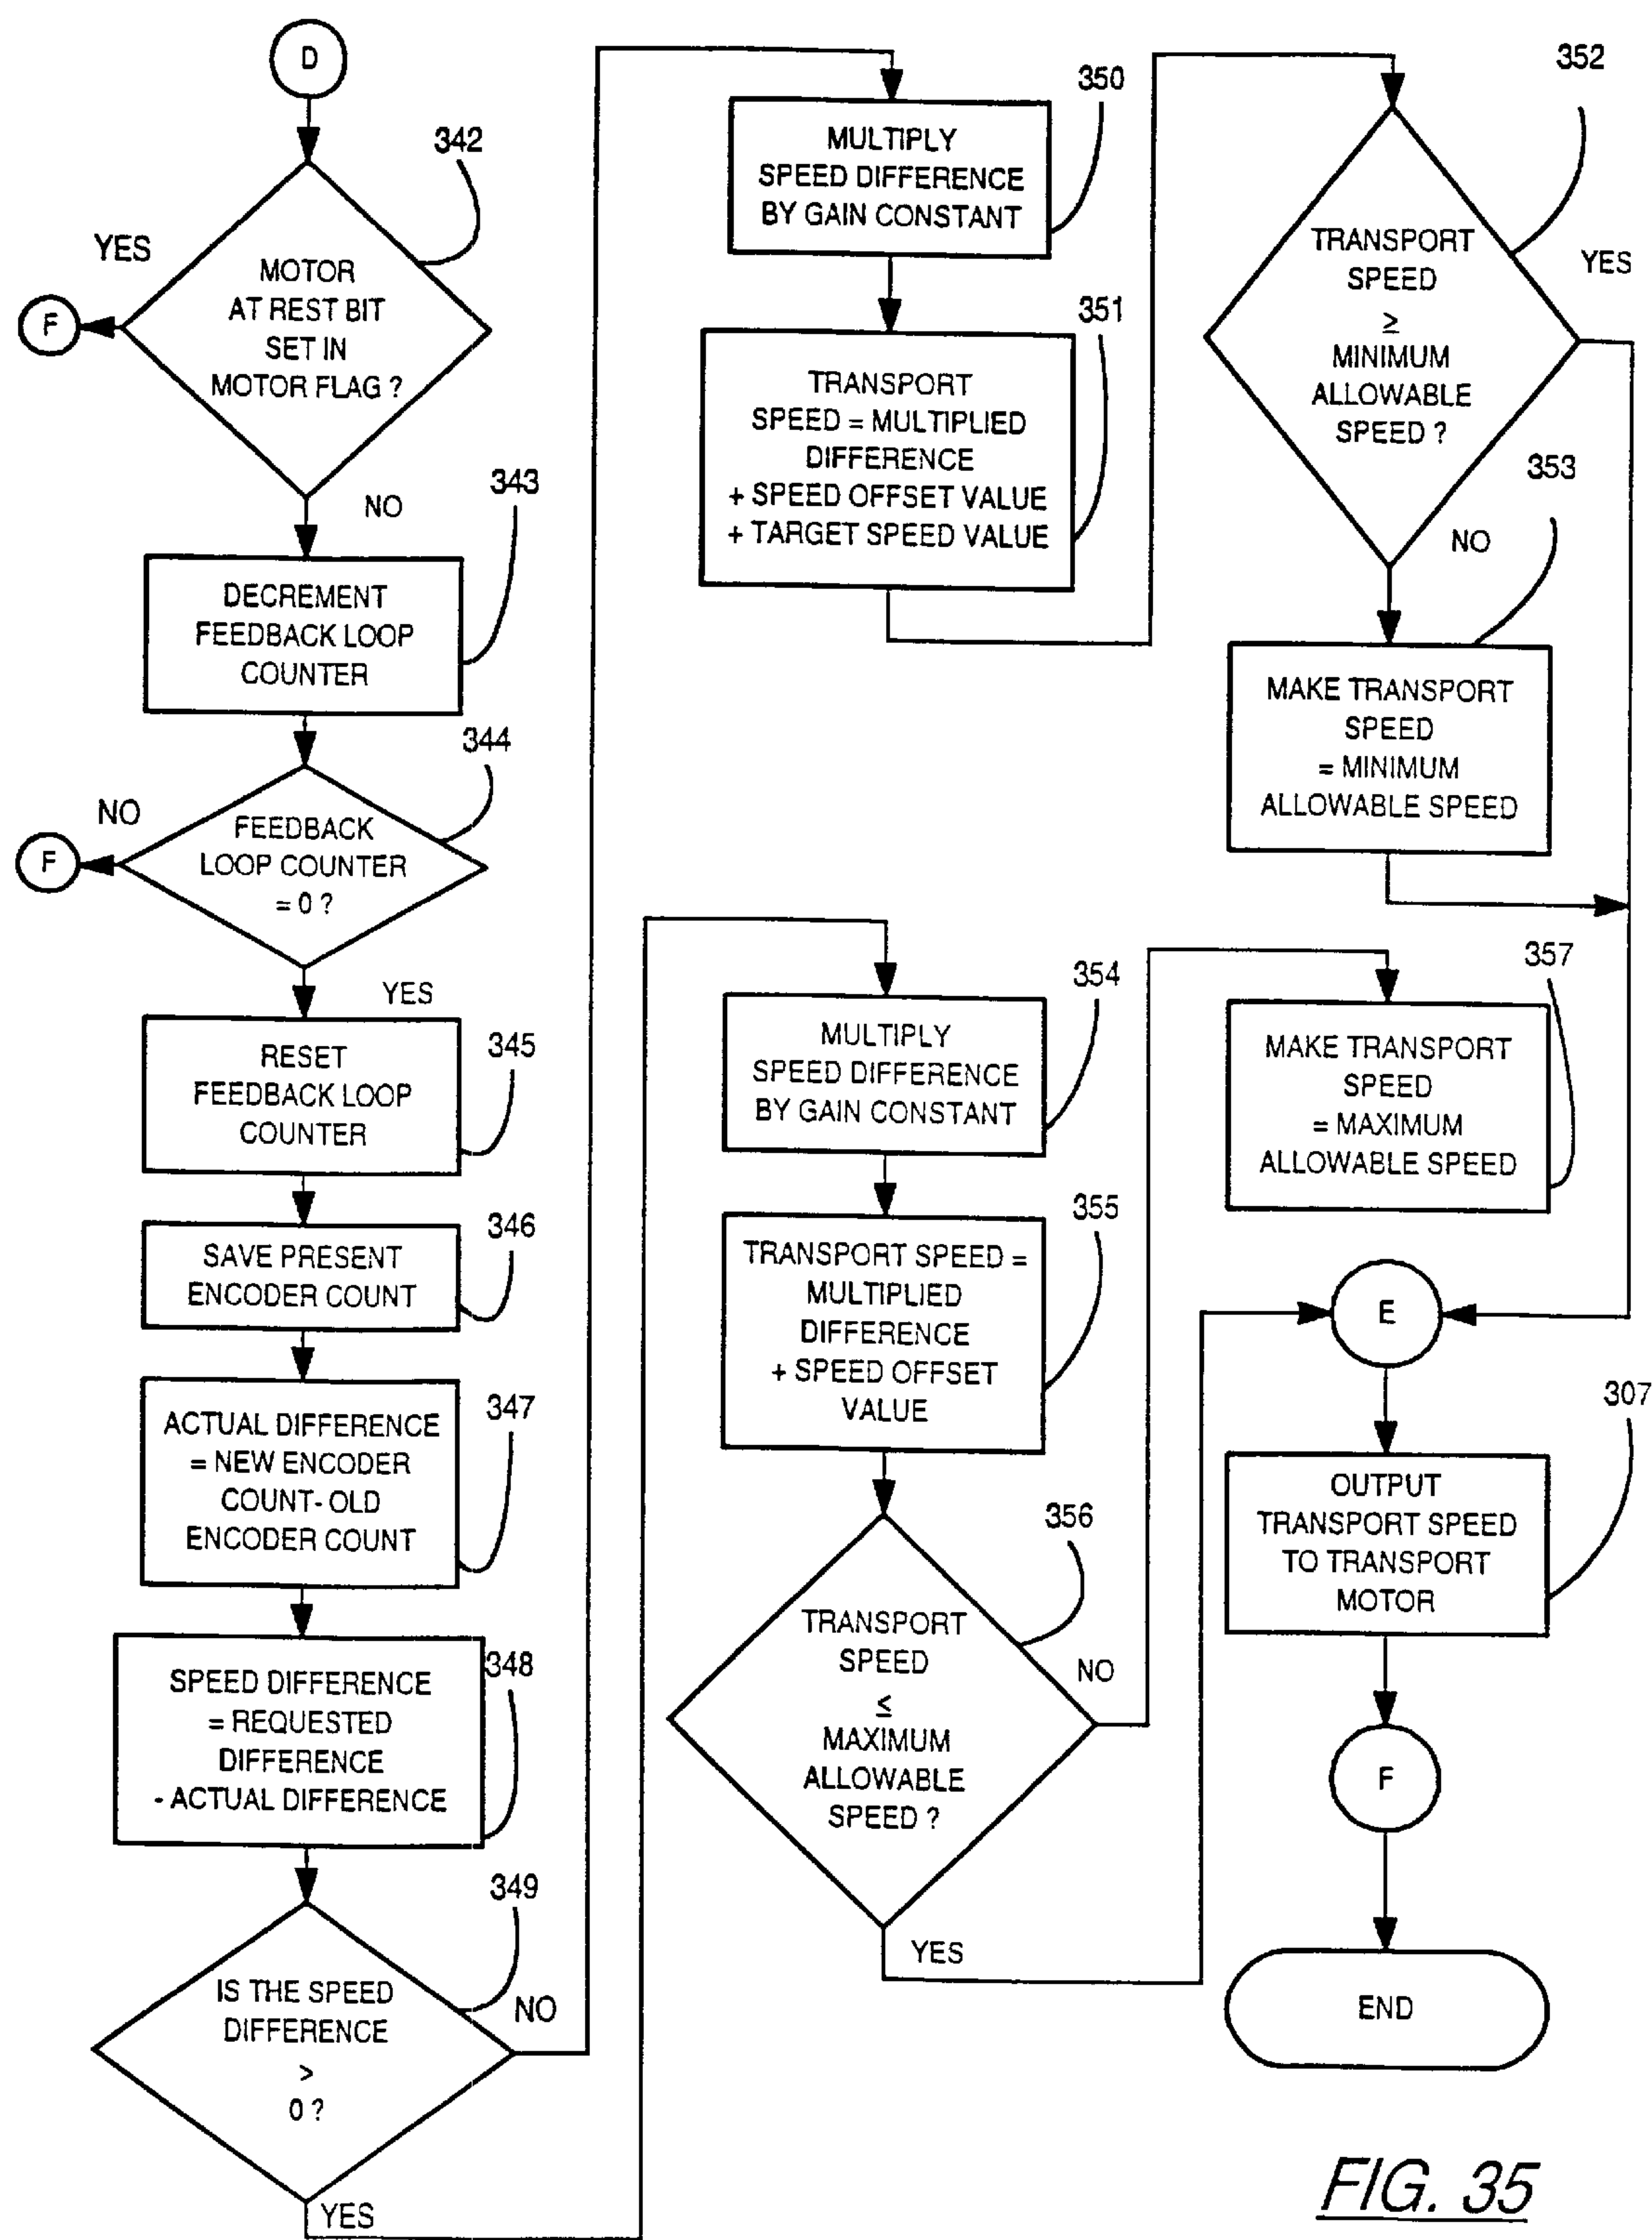 D
342
YES
MOTOR
AT REST BIT
SET IN
MOTOR FLAG ?
F
NO
343
DECREMENT
FEEDBACK LOOP
COUNTER
344
NO
FEEDBACK
LOOP COUNTER
= 0 ?
F
YES
345
RESET
FEEDBACK LOOP
COUNTER
346
SAVE PRESENT
ENCODER COUNT
347
ACTUAL DIFFERENCE
= NEW ENCODER
COUNT- OLD
ENCODER COUNT
348
SPEED DIFFERENCE
= REQUESTED
DIFFERENCE
- ACTUAL DIFFERENCE
349
IS THE SPEED
DIFFERENCE
>
0 ?
NO
YES
350
MULTIPLY
SPEED DIFFERENCE
BY GAIN CONSTANT
351
TRANSPORT
SPEED = MULTIPLIED
DIFFERENCE
+ SPEED OFFSET VALUE
+ TARGET SPEED VALUE
352
TRANSPORT
SPEED
≥
MINIMUM
ALLOWABLE
SPEED ?
YES
NO
353
MAKE TRANSPORT
SPEED
= MINIMUM
ALLOWABLE SPEED
354
MULTIPLY
SPEED DIFFERENCE
BY GAIN CONSTANT
355
TRANSPORT SPEED =
MULTIPLIED
DIFFERENCE
+ SPEED OFFSET
VALUE
356
TRANSPORT
SPEED
≤
MAXIMUM
ALLOWABLE
SPEED ?
NO
YES
357
MAKE TRANSPORT
SPEED
= MAXIMUM
ALLOWABLE SPEED
E
307
OUTPUT
TRANSPORT SPEED
TO TRANSPORT
MOTOR
F
END
FIG. 35